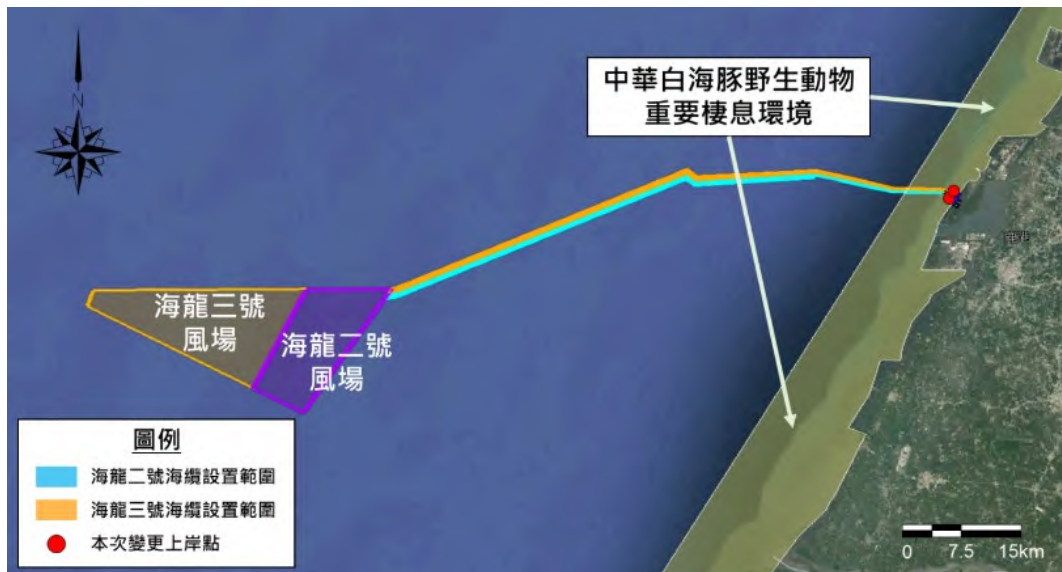 N
中華白海豚野生動物
重要棲息環境
海龍三號
風場
海龍二號
風場
圖例
海龍二號海纜設置範圍
海龍三號海纜設置範圍
本次變更上岸點
0 7.5 15km